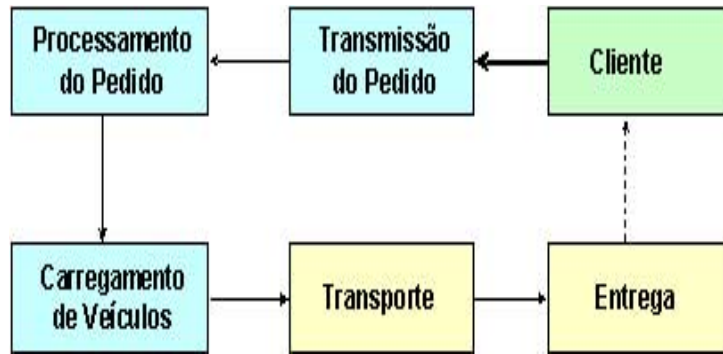 Processamento
do Pedido
Transmissão
do Pedido
Cliente
Carregamento
de Veículos
Transporte
Entrega